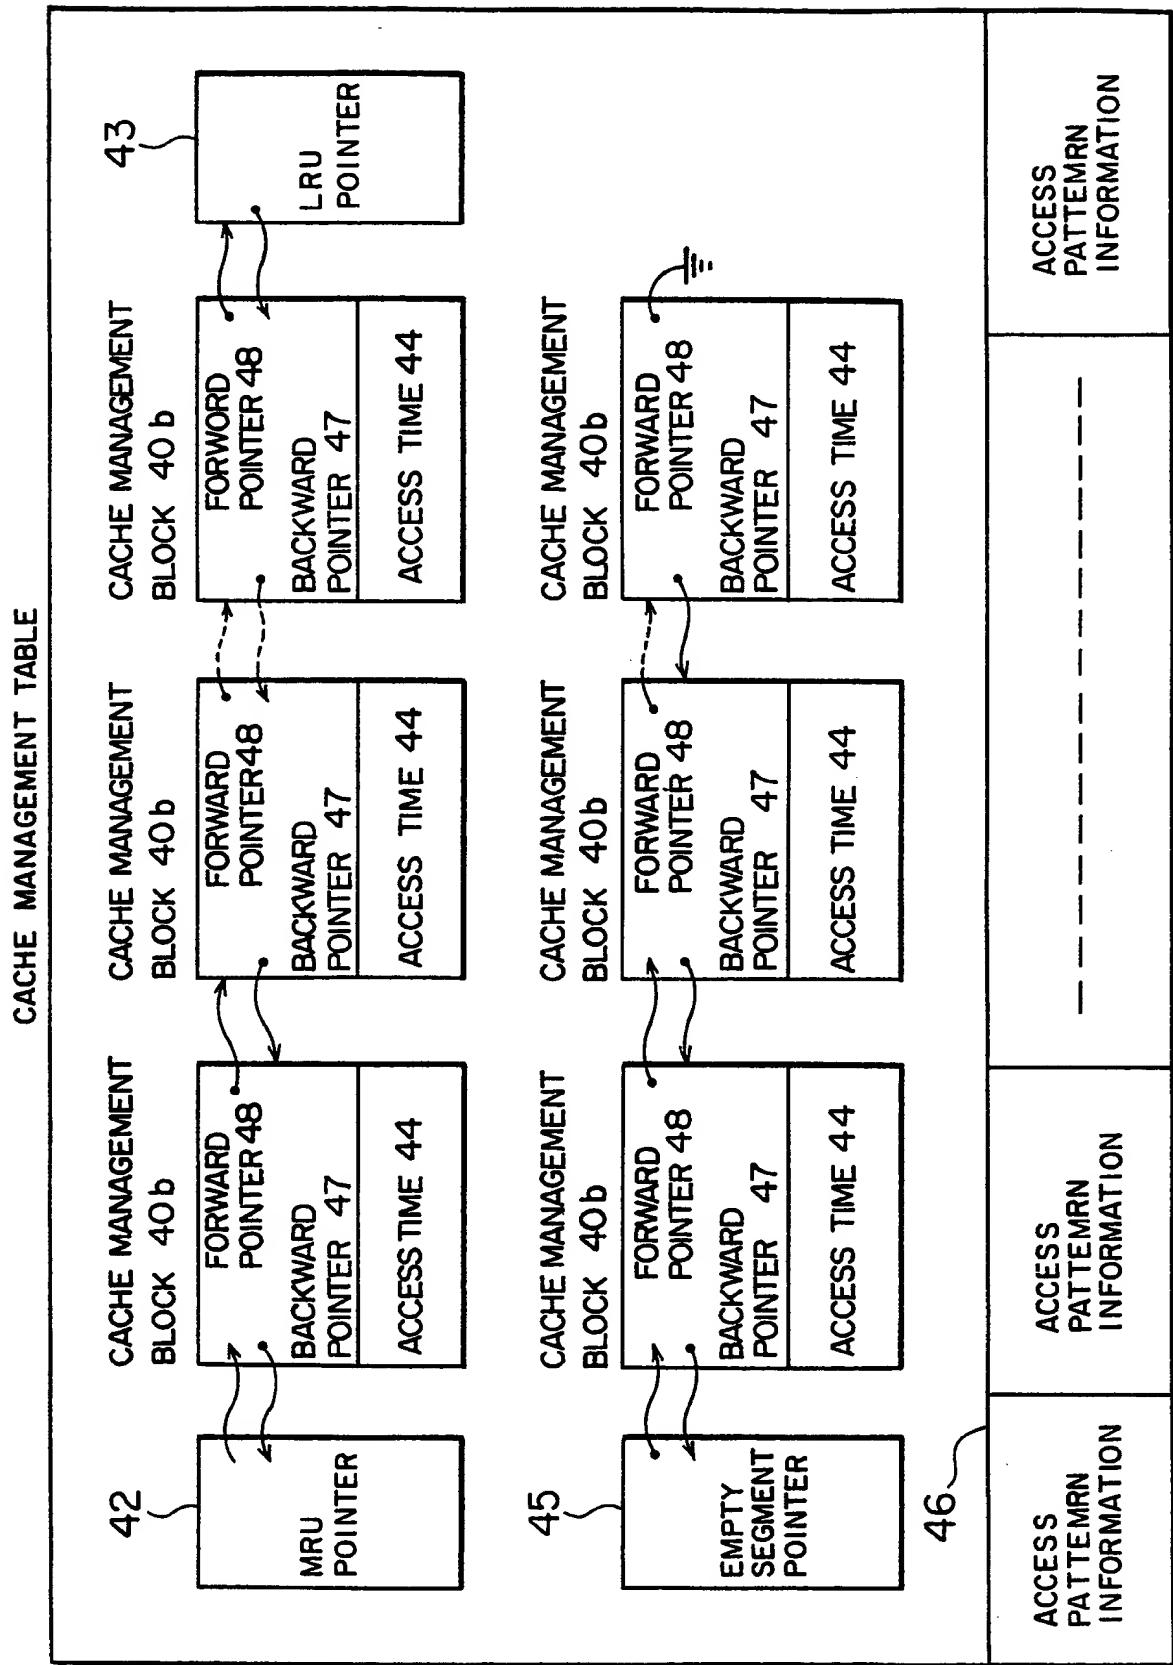 CACHE MANAGEMENT TABLE
42
MRU
POINTER
CACHE MANAGEMENT
BLOCK 40b
FORWARD
POINTER 48
BACKWARD
POINTER 47
ACCESS TIME 44
CACHE MANAGEMENT
BLOCK 40b
FORWARD
POINTER 48
BACKWARD
POINTER 47
ACCESS TIME 44
CACHE MANAGEMENT
BLOCK 40b
FORWORD
POINTER 48
BACKWARD
POINTER 47
ACCESS TIME 44
43
LRU
POINTER
45
EMPTY
SEGMENT
POINTER
CACHE MANAGEMENT
BLOCK 40b
FORWARD
POINTER 48
BACKWARD
POINTER 47
ACCESS TIME 44
CACHE MANAGEMENT
BLOCK 40b
FORWARD
POINTER 48
BACKWARD
POINTER 47
ACCESS TIME 44
CACHE MANAGEMENT
BLOCK 40b
FORWARD
POINTER 48
BACKWARD
POINTER 47
ACCESS TIME 44
46
ACCESS
PATTEMRN
INFORMATION
ACCESS
PATTEMRN
INFORMATION
ACCESS
PATTEMRN
INFORMATION